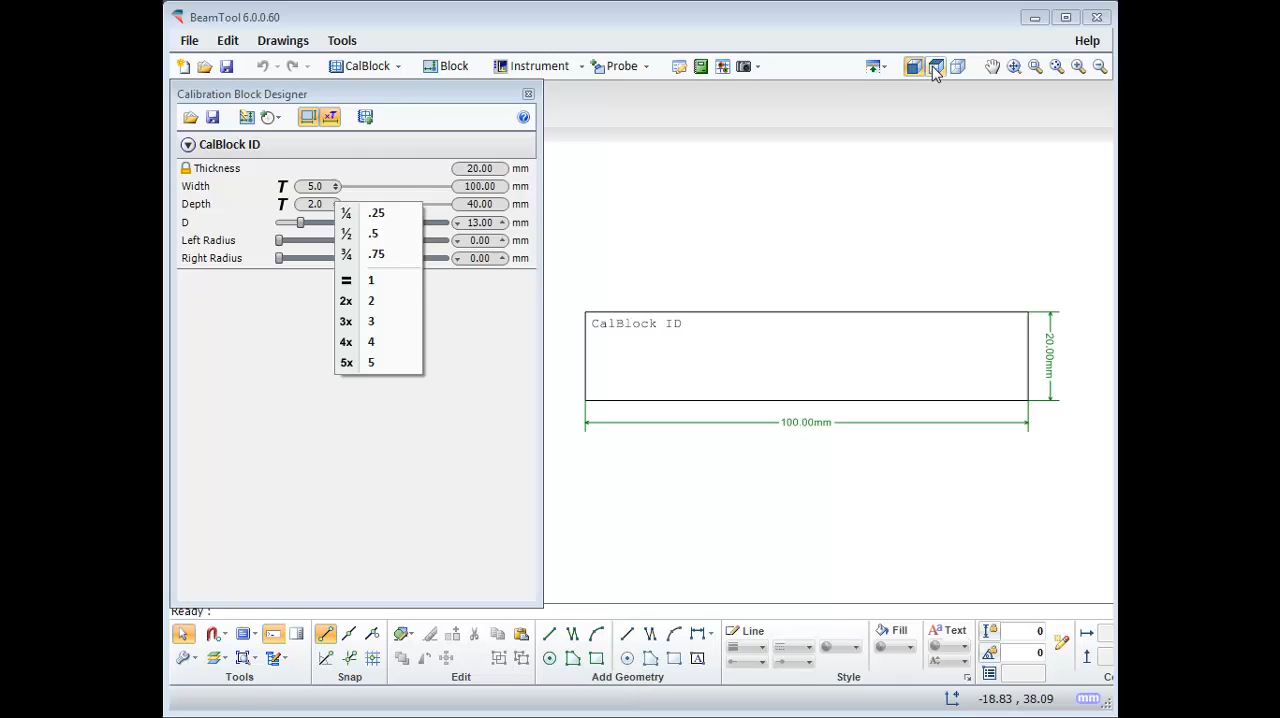 BeamTool 6.0.0.60
File Edit Drawings Tools Help
CalBlock Block Instrument Probe
Calibration Block Designer
CalBlock ID
Thickness 20.00 mm
Width T 5.0 100.00 mm
Depth T 2.0 40.00 mm
D 13.00 mm
Left Radius 0.00 mm
Right Radius 0.00 mm
¼ .25
½ .5
¾ .75
= 1
2x 2
3x 3
4x 4
5x 5
CalBlock ID
20.00mm
100.00mm
Ready :
Line Fill Text 0
0
Tools Snap Edit Add Geometry Style
-18.83 , 38.09 mm